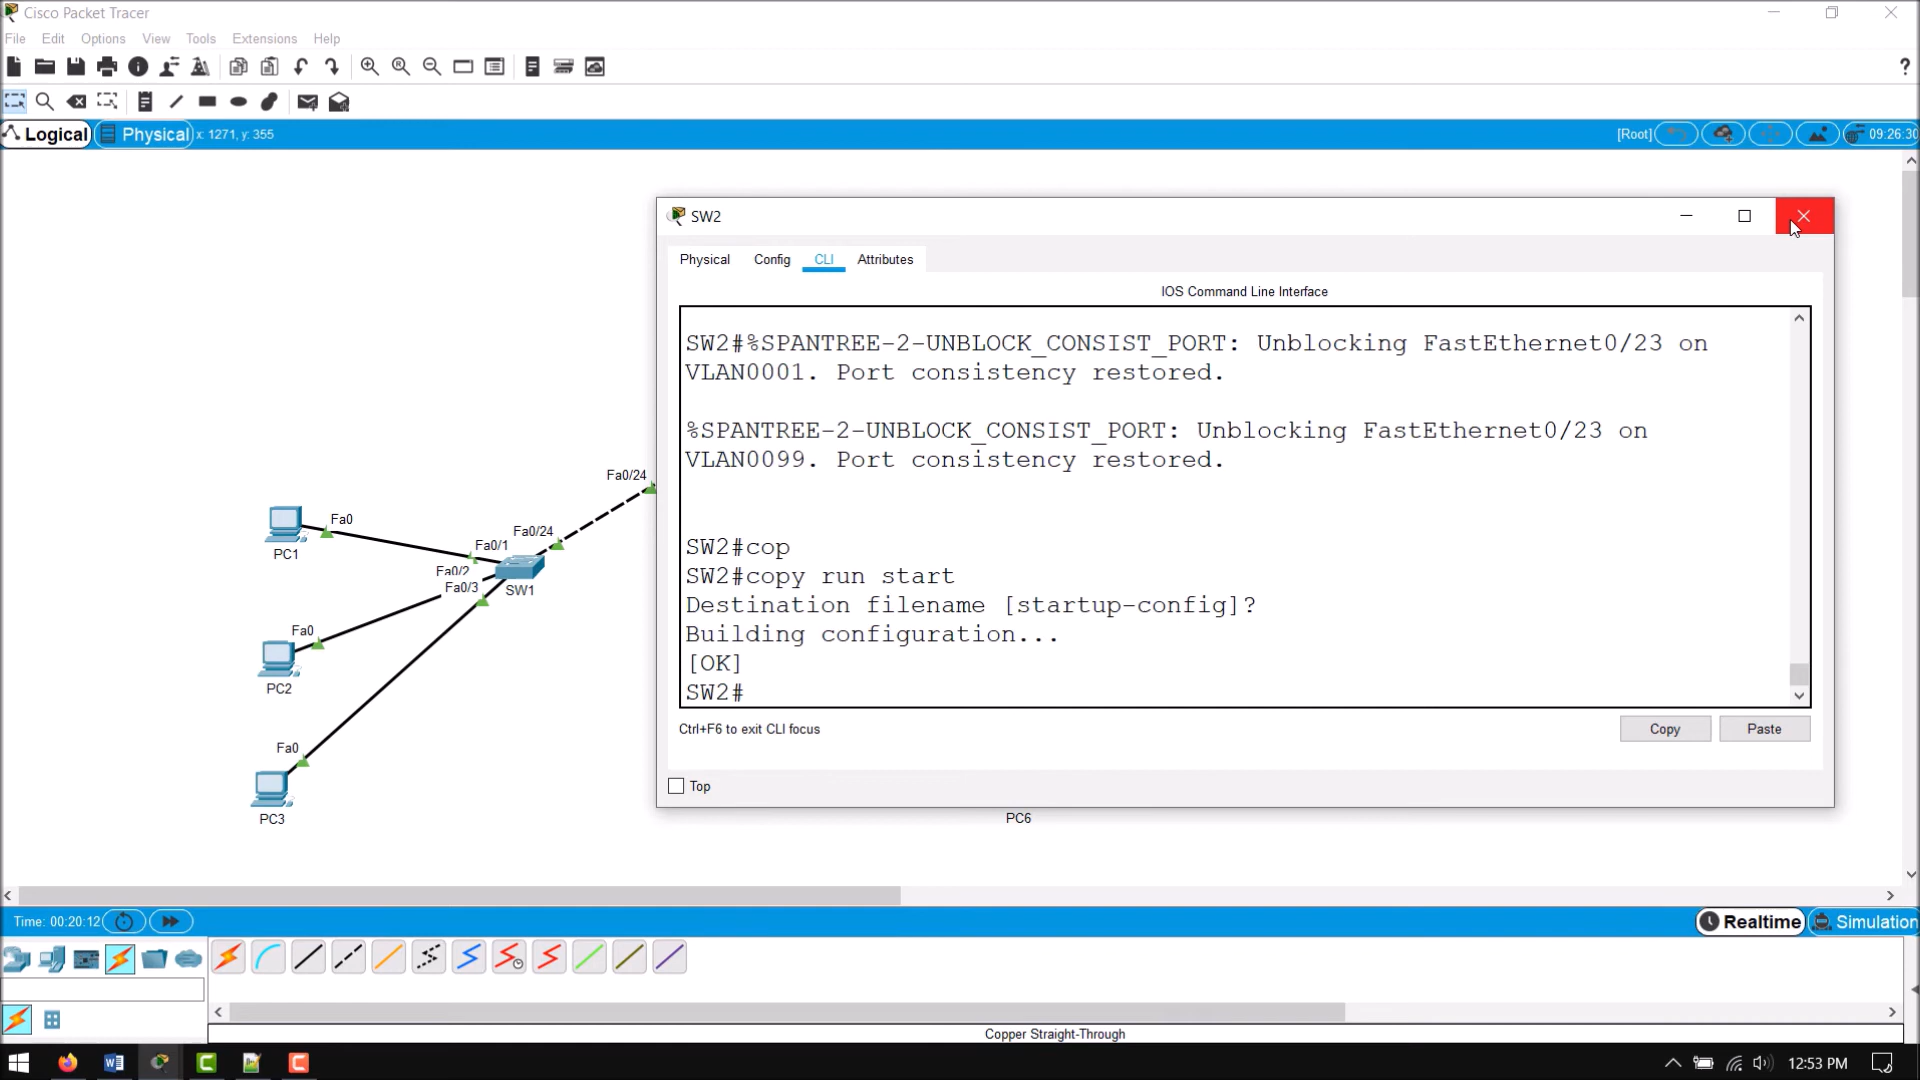 Cisco Packet Tracer
File Edit Options View Tools Extensions Help
?
Logical Physical x: 1271, y: 355
[Root] 09:26:30
SW2
Physical Config CLI Attributes
IOS Command Line Interface
SW2#%SPANTREE-2-UNBLOCK_CONSIST_PORT: Unblocking FastEthernet0/23 on
VLAN0001. Port consistency restored.
%SPANTREE-2-UNBLOCK_CONSIST_PORT: Unblocking FastEthernet0/23 on
VLAN0099. Port consistency restored.
SW2#cop
SW2#copy run start
Destination filename [startup-config]?
Building configuration...
[OK]
SW2#
Ctrl+F6 to exit CLI focus
Copy Paste
Top
Fa0/24
Fa0
PC1
Fa0/24
Fa0/1
Fa0/2
Fa0/3
SW1
Fa0
PC2
Fa0
PC3
PC6
Time: 00:20:12
Realtime Simulation
Copper Straight-Through
12:53 PM